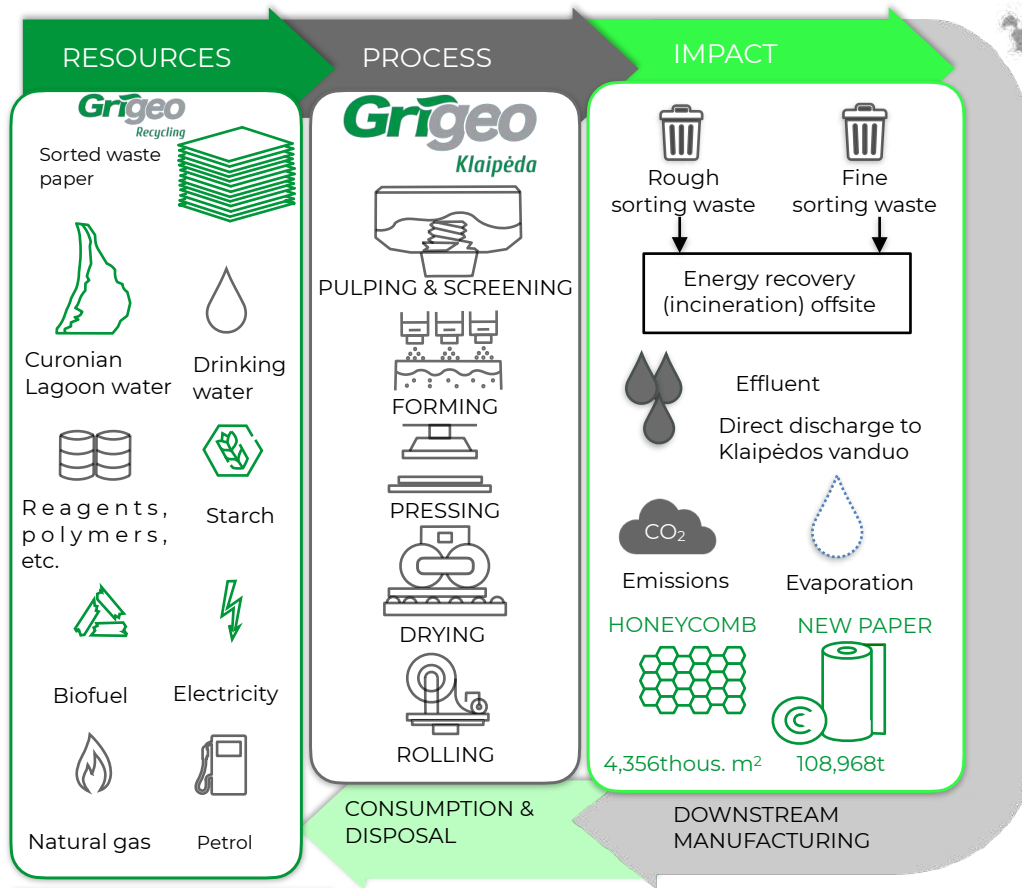 RESOURCES
PROCESS
IMPACT
Grigeo
Recycling
Sorted waste
paper
Curonian
Lagoon water
Drinking
water
Reagents,
polymers,
etc.
Starch
Biofuel
Electricity
Natural gas
Petrol
Grigeo
Klaipėda
PULPING & SCREENING
FORMING
PRESSING
DRYING
ROLLING
Rough
sorting waste
Fine
sorting waste
Energy recovery
(incineration) offsite
Effluent
Direct discharge to
Klaipėdos vanduo
CO₂
Emissions
Evaporation
HONEYCOMB
NEW PAPER
4,356thous. m²
108,968t
CONSUMPTION &
DISPOSAL
DOWNSTREAM
MANUFACTURING